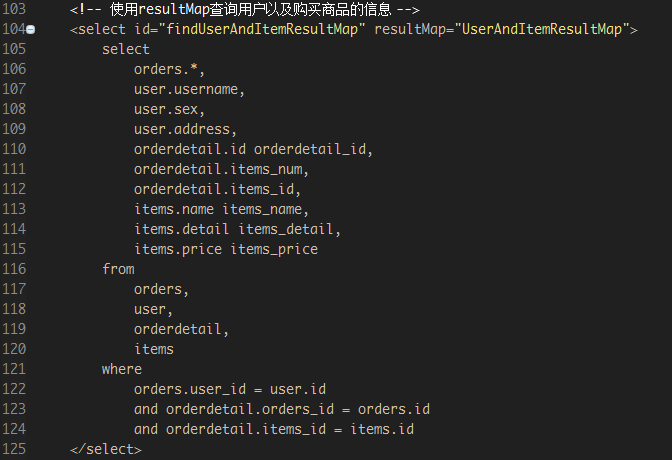 103 <!-- 使用resultMap查询用户以及购买商品的信息 -->
104 <select id="findUserAndItemResultMap" resultMap="UserAndItemResultMap">
105 select
106 orders.*,
107 user.username,
108 user.sex,
109 user.address,
110 orderdetail.id orderdetail_id,
111 orderdetail.items_num,
112 orderdetail.items_id,
113 items.name items_name,
114 items.detail items_detail,
115 items.price items_price
116 from
117 orders,
118 user,
119 orderdetail,
120 items
121 where
122 orders.user_id = user.id
123 and orderdetail.orders_id = orders.id
124 and orderdetail.items_id = items.id
125 </select>